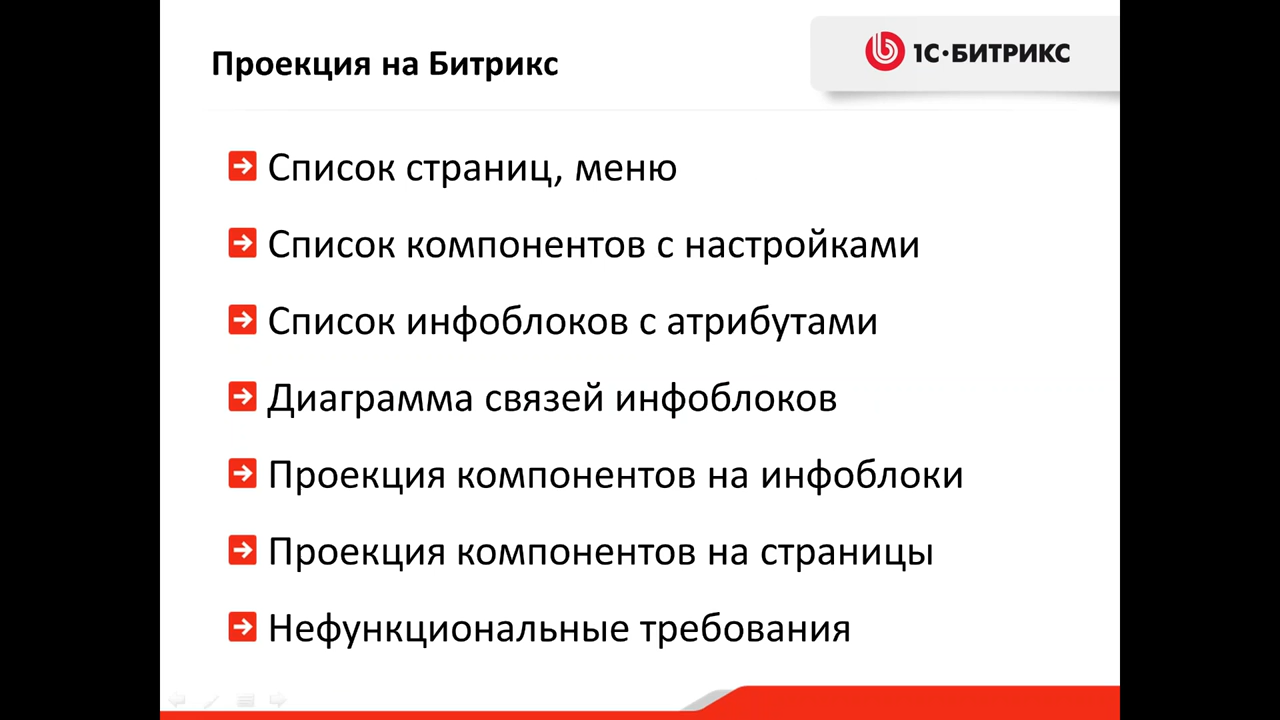 Проекция на Битрикс
1С·БИТРИКС
Список страниц, меню
Список компонентов с настройками
Список инфоблоков с атрибутами
Диаграмма связей инфоблоков
Проекция компонентов на инфоблоки
Проекция компонентов на страницы
Нефункциональные требования